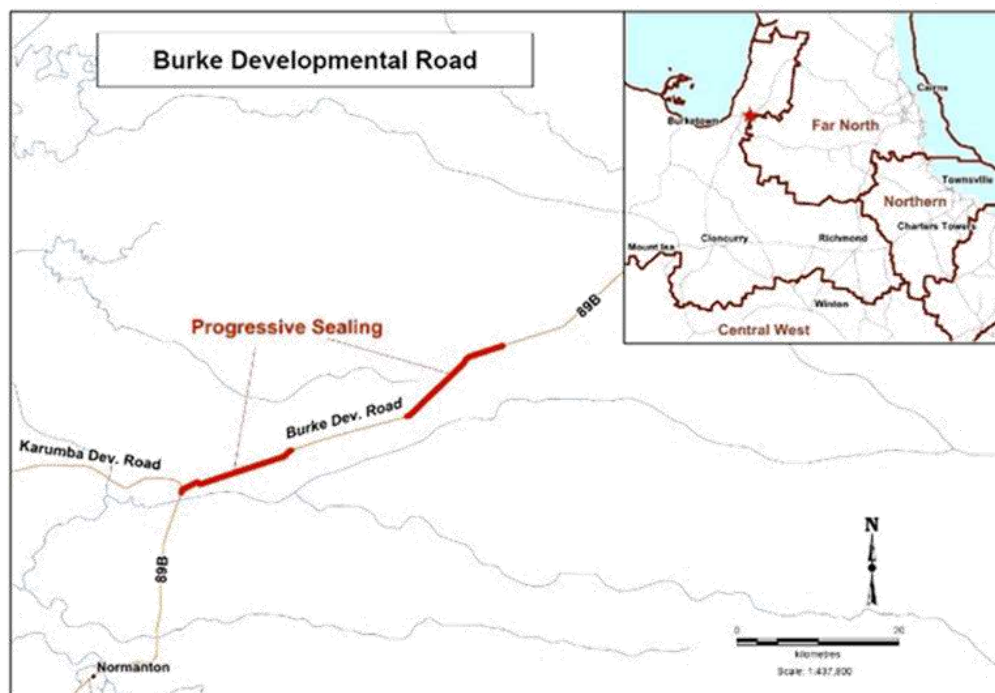 Burke Developmental Road
Cairns
Burketown
Far North
Townsville
Northern
Charters Towers
Mount Isa
Cloncurry
Richmond
Winton
Central West
89B
Progressive Sealing
Burke Dev. Road
Karumba Dev. Road
89B
N
0 20
kilometres
Scale: 1:437,800
Normanton